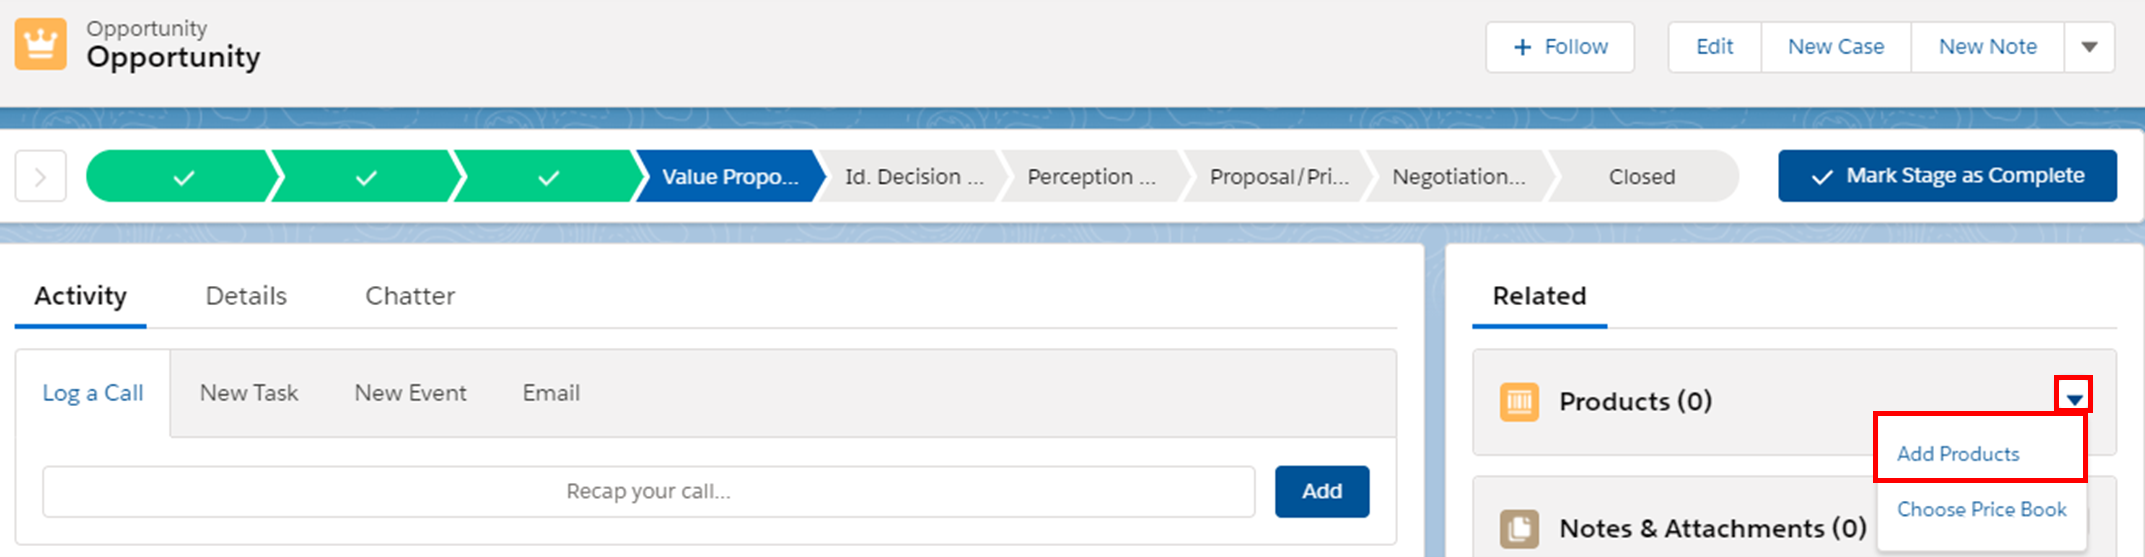 Opportunity
Opportunity
+ Follow
Edit
New Case
New Note
Value Propo...
Id. Decision ...
Perception ...
Proposal/Pri...
Negotiation...
Closed
Mark Stage as Complete
Activity
Details
Chatter
Related
Log a Call
New Task
New Event
Email
Products (0)
Add Products
Recap your call...
Add
Choose Price Book
Notes & Attachments (0)